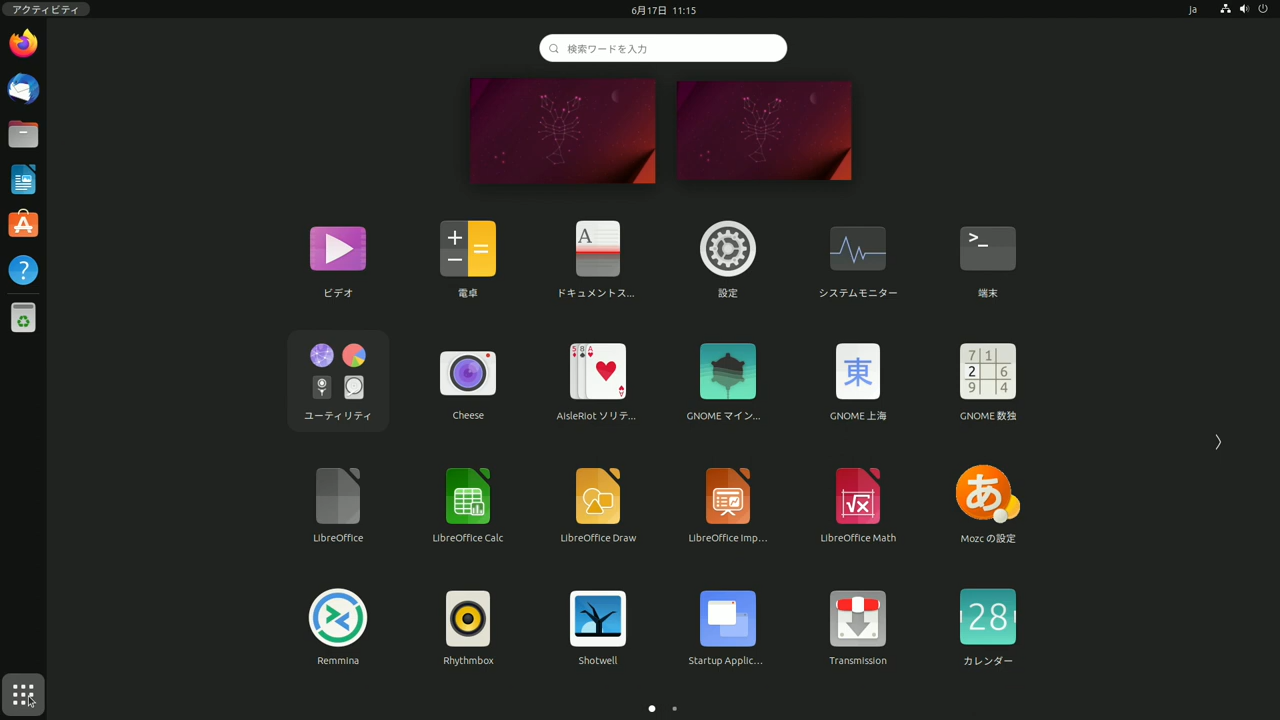 アクティビティ
6月17日 11:15
ja
検索ワードを入力
ビデオ
電卓
ドキュメントス...
設定
システムモニター
端末
ユーティリティ
Cheese
AisleRiot ソリテ...
GNOME マイン...
GNOME 上海
GNOME 数独
LibreOffice
LibreOffice Calc
LibreOffice Draw
LibreOffice Imp...
LibreOffice Math
Mozc の設定
Remmina
Rhythmbox
Shotwell
Startup Applic...
Transmission
カレンダー